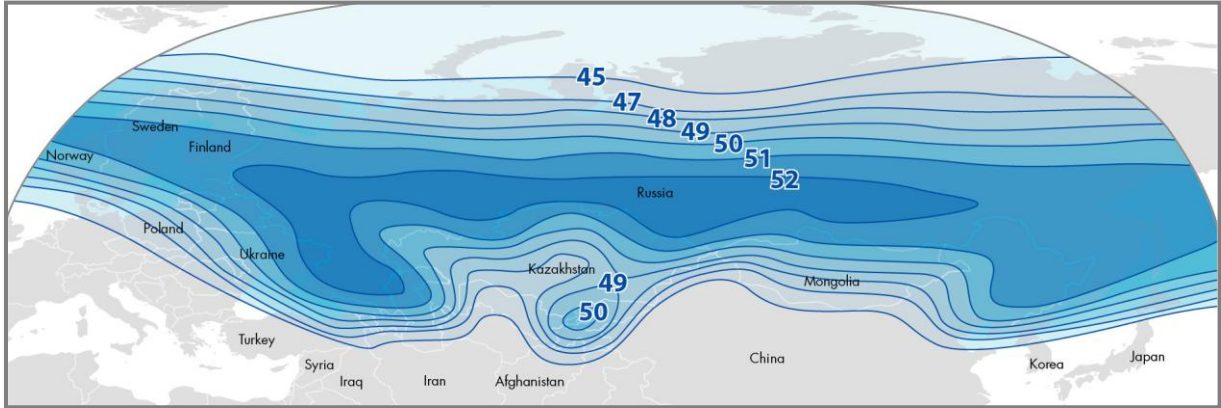 45
47
48
49
50
51
52
Sweden
Norway
Finland
Russia
Poland
Ukraine
Kazakhstan
49
50
Mongolia
Turkey
Syria
Iraq
Iran
Afghanistan
China
Korea
Japan